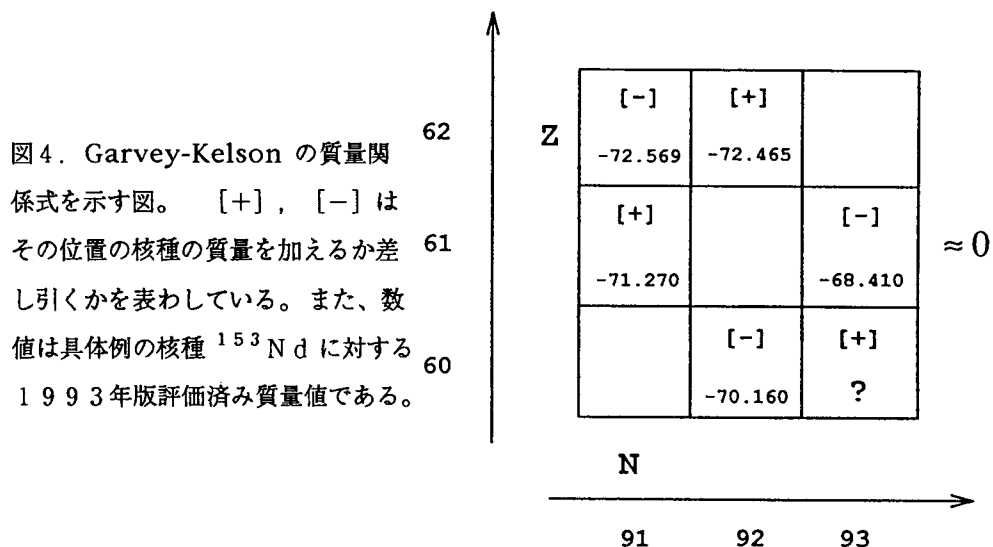 図4. Garvey-Kelson の質量関
係式を示す図。 [+], [−] は
その位置の核種の質量を加えるか差
し引くかを表わしている。また、数
値は具体例の核種 ¹⁵³Nd に対する
1993年版評価済み質量値である。
62
61
60
Z
[-] [+]
-72.569 -72.465
[+] [-]
-71.270 -68.410
[-] [+]
-70.160 ?
≈0
N
91 92 93